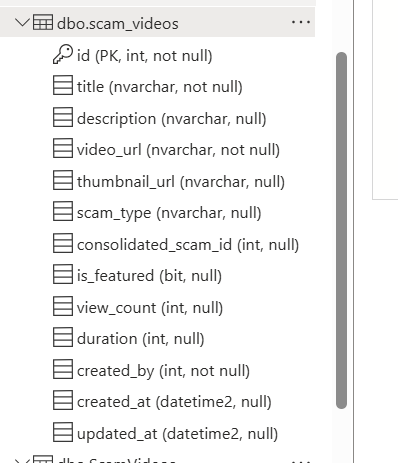 dbo.scam_videos ...
id (PK, int, not null)
title (nvarchar, not null)
description (nvarchar, null)
video_url (nvarchar, not null)
thumbnail_url (nvarchar, null)
scam_type (nvarchar, null)
consolidated_scam_id (int, null)
is_featured (bit, null)
view_count (int, null)
duration (int, null)
created_by (int, not null)
created_at (datetime2, null)
updated_at (datetime2, null)
dbo.ScamVideos